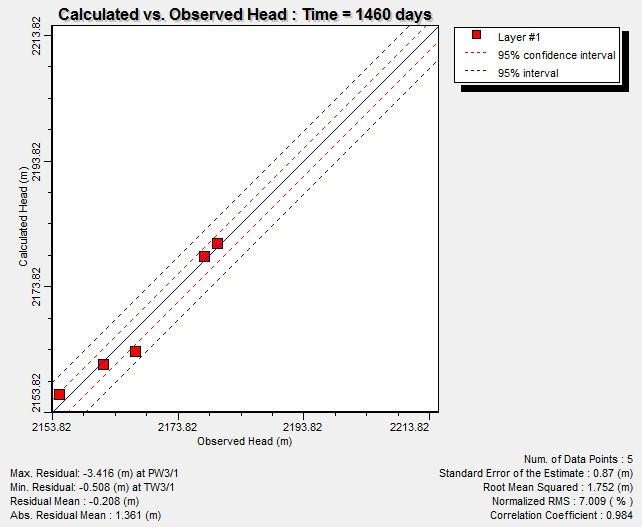 Calculated vs. Observed Head : Time = 1460 days
Layer #1
95% confidence interval
95% interval
Calculated Head (m)
2213.82
2193.82
2173.82
2153.82
2153.82 2173.82 2193.82 2213.82
Observed Head (m)
Max. Residual: -3.416 (m) at PW3/1
Min. Residual: -0.508 (m) at TW3/1
Residual Mean : -0.208 (m)
Abs. Residual Mean : 1.361 (m)
Num. of Data Points : 5
Standard Error of the Estimate : 0.87 (m)
Root Mean Squared : 1.752 (m)
Normalized RMS : 7.009 ( % )
Correlation Coefficient : 0.984